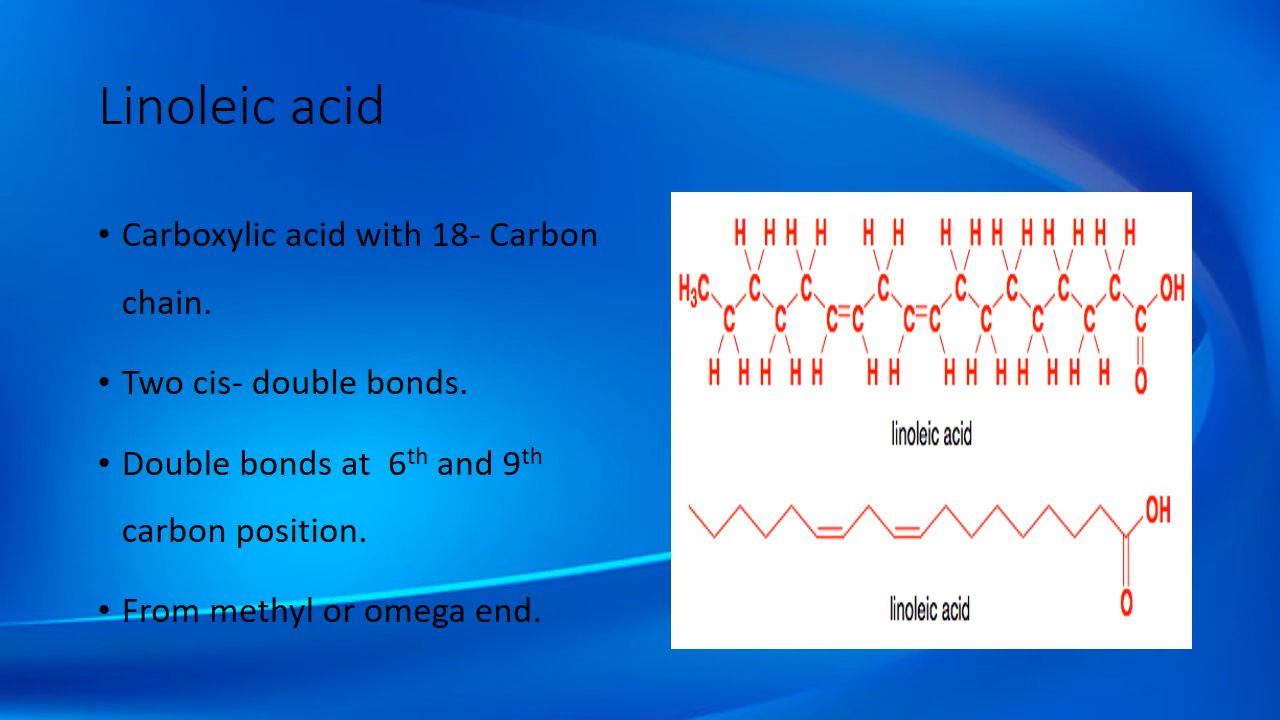 Linoleic acid
• Carboxylic acid with 18- Carbon
chain.
• Two cis- double bonds.
• Double bonds at  6th and 9th
carbon position.
• From methyl or omega end.
H H H H H H H H H H H H H H
H3C C C C C C C C C OH
C C C=C C=C C C C C
H H H H H H H H H H H H H H O
linoleic acid
OH
O
linoleic acid